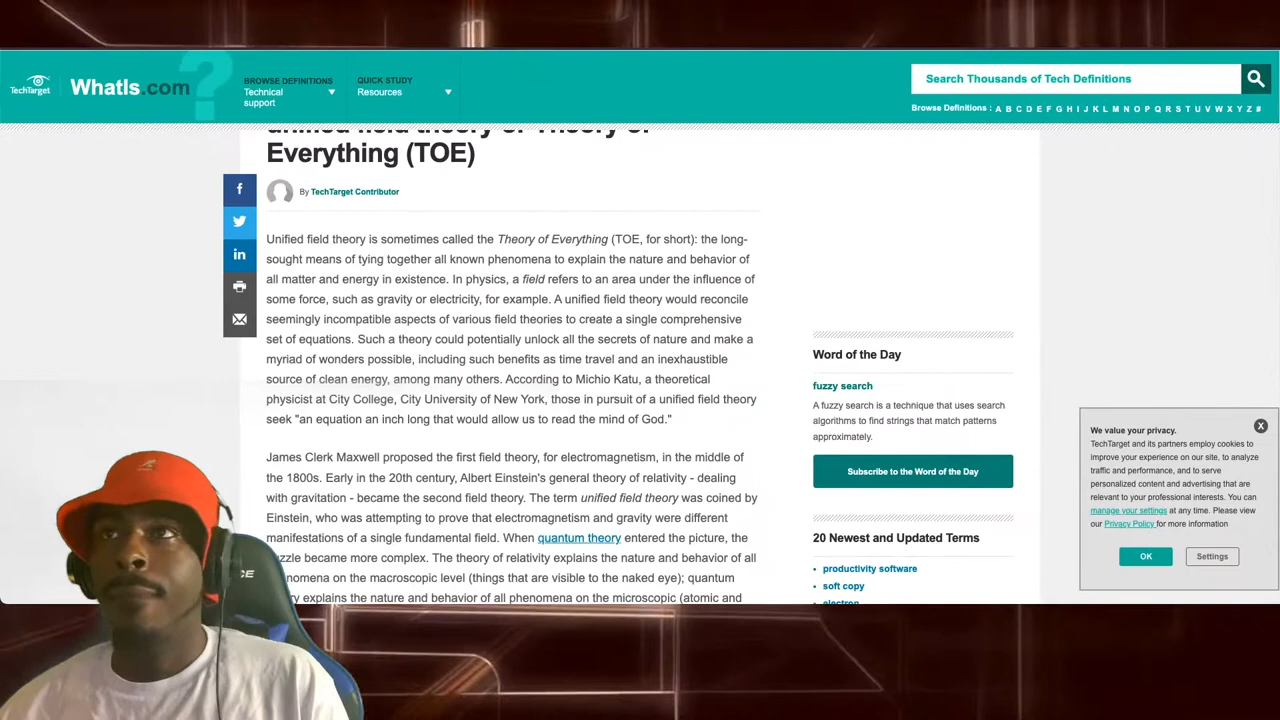 TechTarget
WhatIs.com
?
BROWSE DEFINITIONS
Technical
support
QUICK STUDY
Resources
Search Thousands of Tech Definitions
Browse Definitions : A B C D E F G H I J K L M N O P Q R S T U V W X Y Z #
unified field theory or Theory of
Everything (TOE)
By TechTarget Contributor
f
in
Unified field theory is sometimes called the Theory of Everything (TOE, for short): the long-
sought means of tying together all known phenomena to explain the nature and behavior of
all matter and energy in existence. In physics, a field refers to an area under the influence of
some force, such as gravity or electricity, for example. A unified field theory would reconcile
seemingly incompatible aspects of various field theories to create a single comprehensive
set of equations. Such a theory could potentially unlock all the secrets of nature and make a
myriad of wonders possible, including such benefits as time travel and an inexhaustible
source of clean energy, among many others. According to Michio Katu, a theoretical
physicist at City College, City University of New York, those in pursuit of a unified field theory
seek "an equation an inch long that would allow us to read the mind of God."
James Clerk Maxwell proposed the first field theory, for electromagnetism, in the middle of
the 1800s. Early in the 20th century, Albert Einstein's general theory of relativity - dealing
with gravitation - became the second field theory. The term unified field theory was coined by
Einstein, who was attempting to prove that electromagnetism and gravity were different
manifestations of a single fundamental field. When quantum theory entered the picture, the
became more complex. The theory of relativity explains the nature and behavior of all
on the macroscopic level (things that are visible to the naked eye); quantum
explains the nature and behavior of all phenomena on the microscopic (atomic and
Word of the Day
fuzzy search
A fuzzy search is a technique that uses search
algorithms to find strings that match patterns
approximately.
Subscribe to the Word of the Day
20 Newest and Updated Terms
productivity software
soft copy
electron
X
We value your privacy.
TechTarget and its partners employ cookies to
improve your experience on our site, to analyze
traffic and performance, and to serve
personalized content and advertising that are
relevant to your professional interests. You can
manage your settings at any time. Please view
our Privacy Policy for more information
OK
Settings